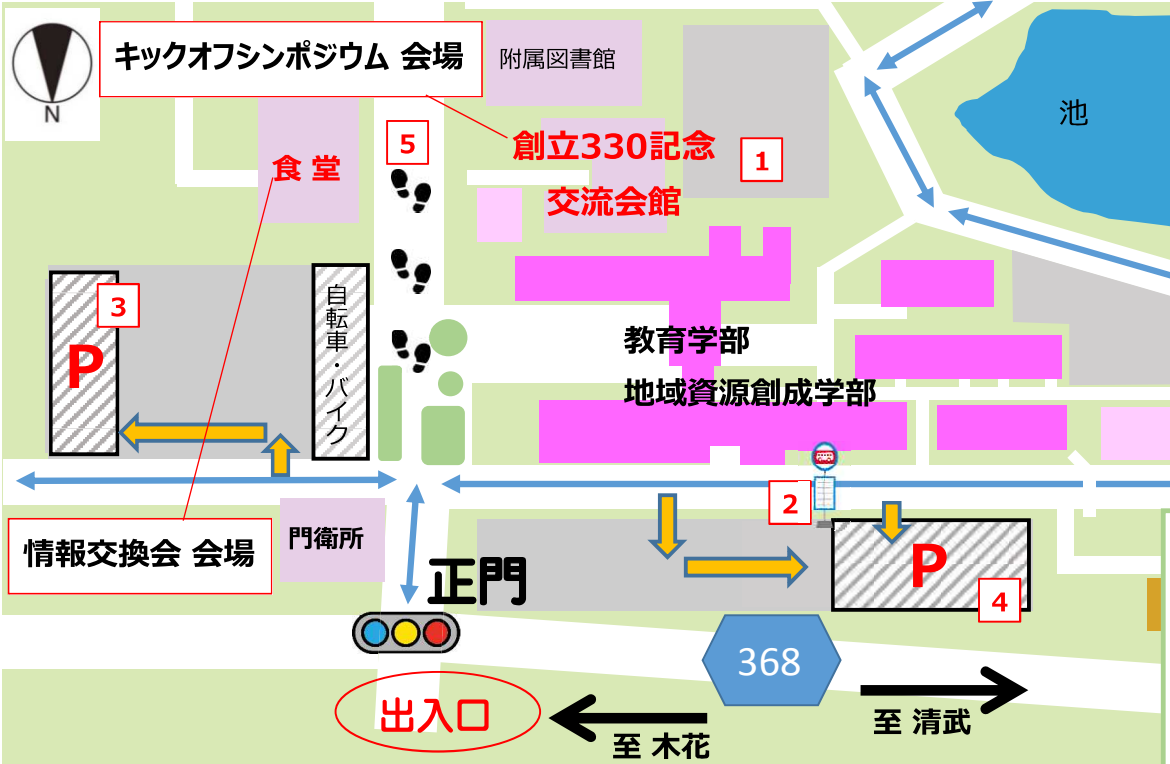 キックオフシンポジウム 会場
附属図書館
N
池
5
創立330記念
交流会館
1
食 堂
3
P
自転車・バイク
教育学部
地域資源創成学部
2
情報交換会 会場
門衛所
正門
P
4
368
出入口
至 木花
至 清武